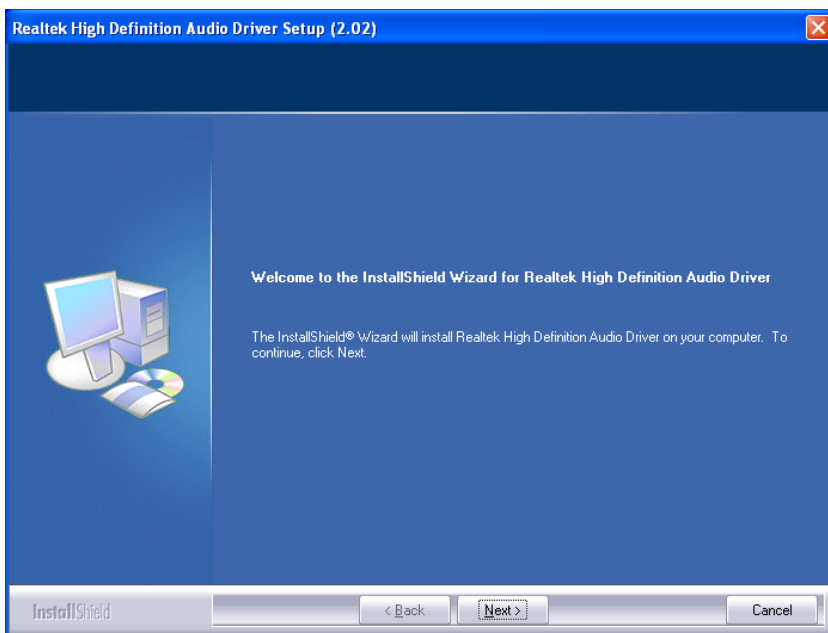 Realtek High Definition Audio Driver Setup (2.02)
Welcome to the InstallShield Wizard for Realtek High Definition Audio Driver
The InstallShield® Wizard will install Realtek High Definition Audio Driver on your computer. To
continue, click Next.
InstallShield
< Back
Next >
Cancel